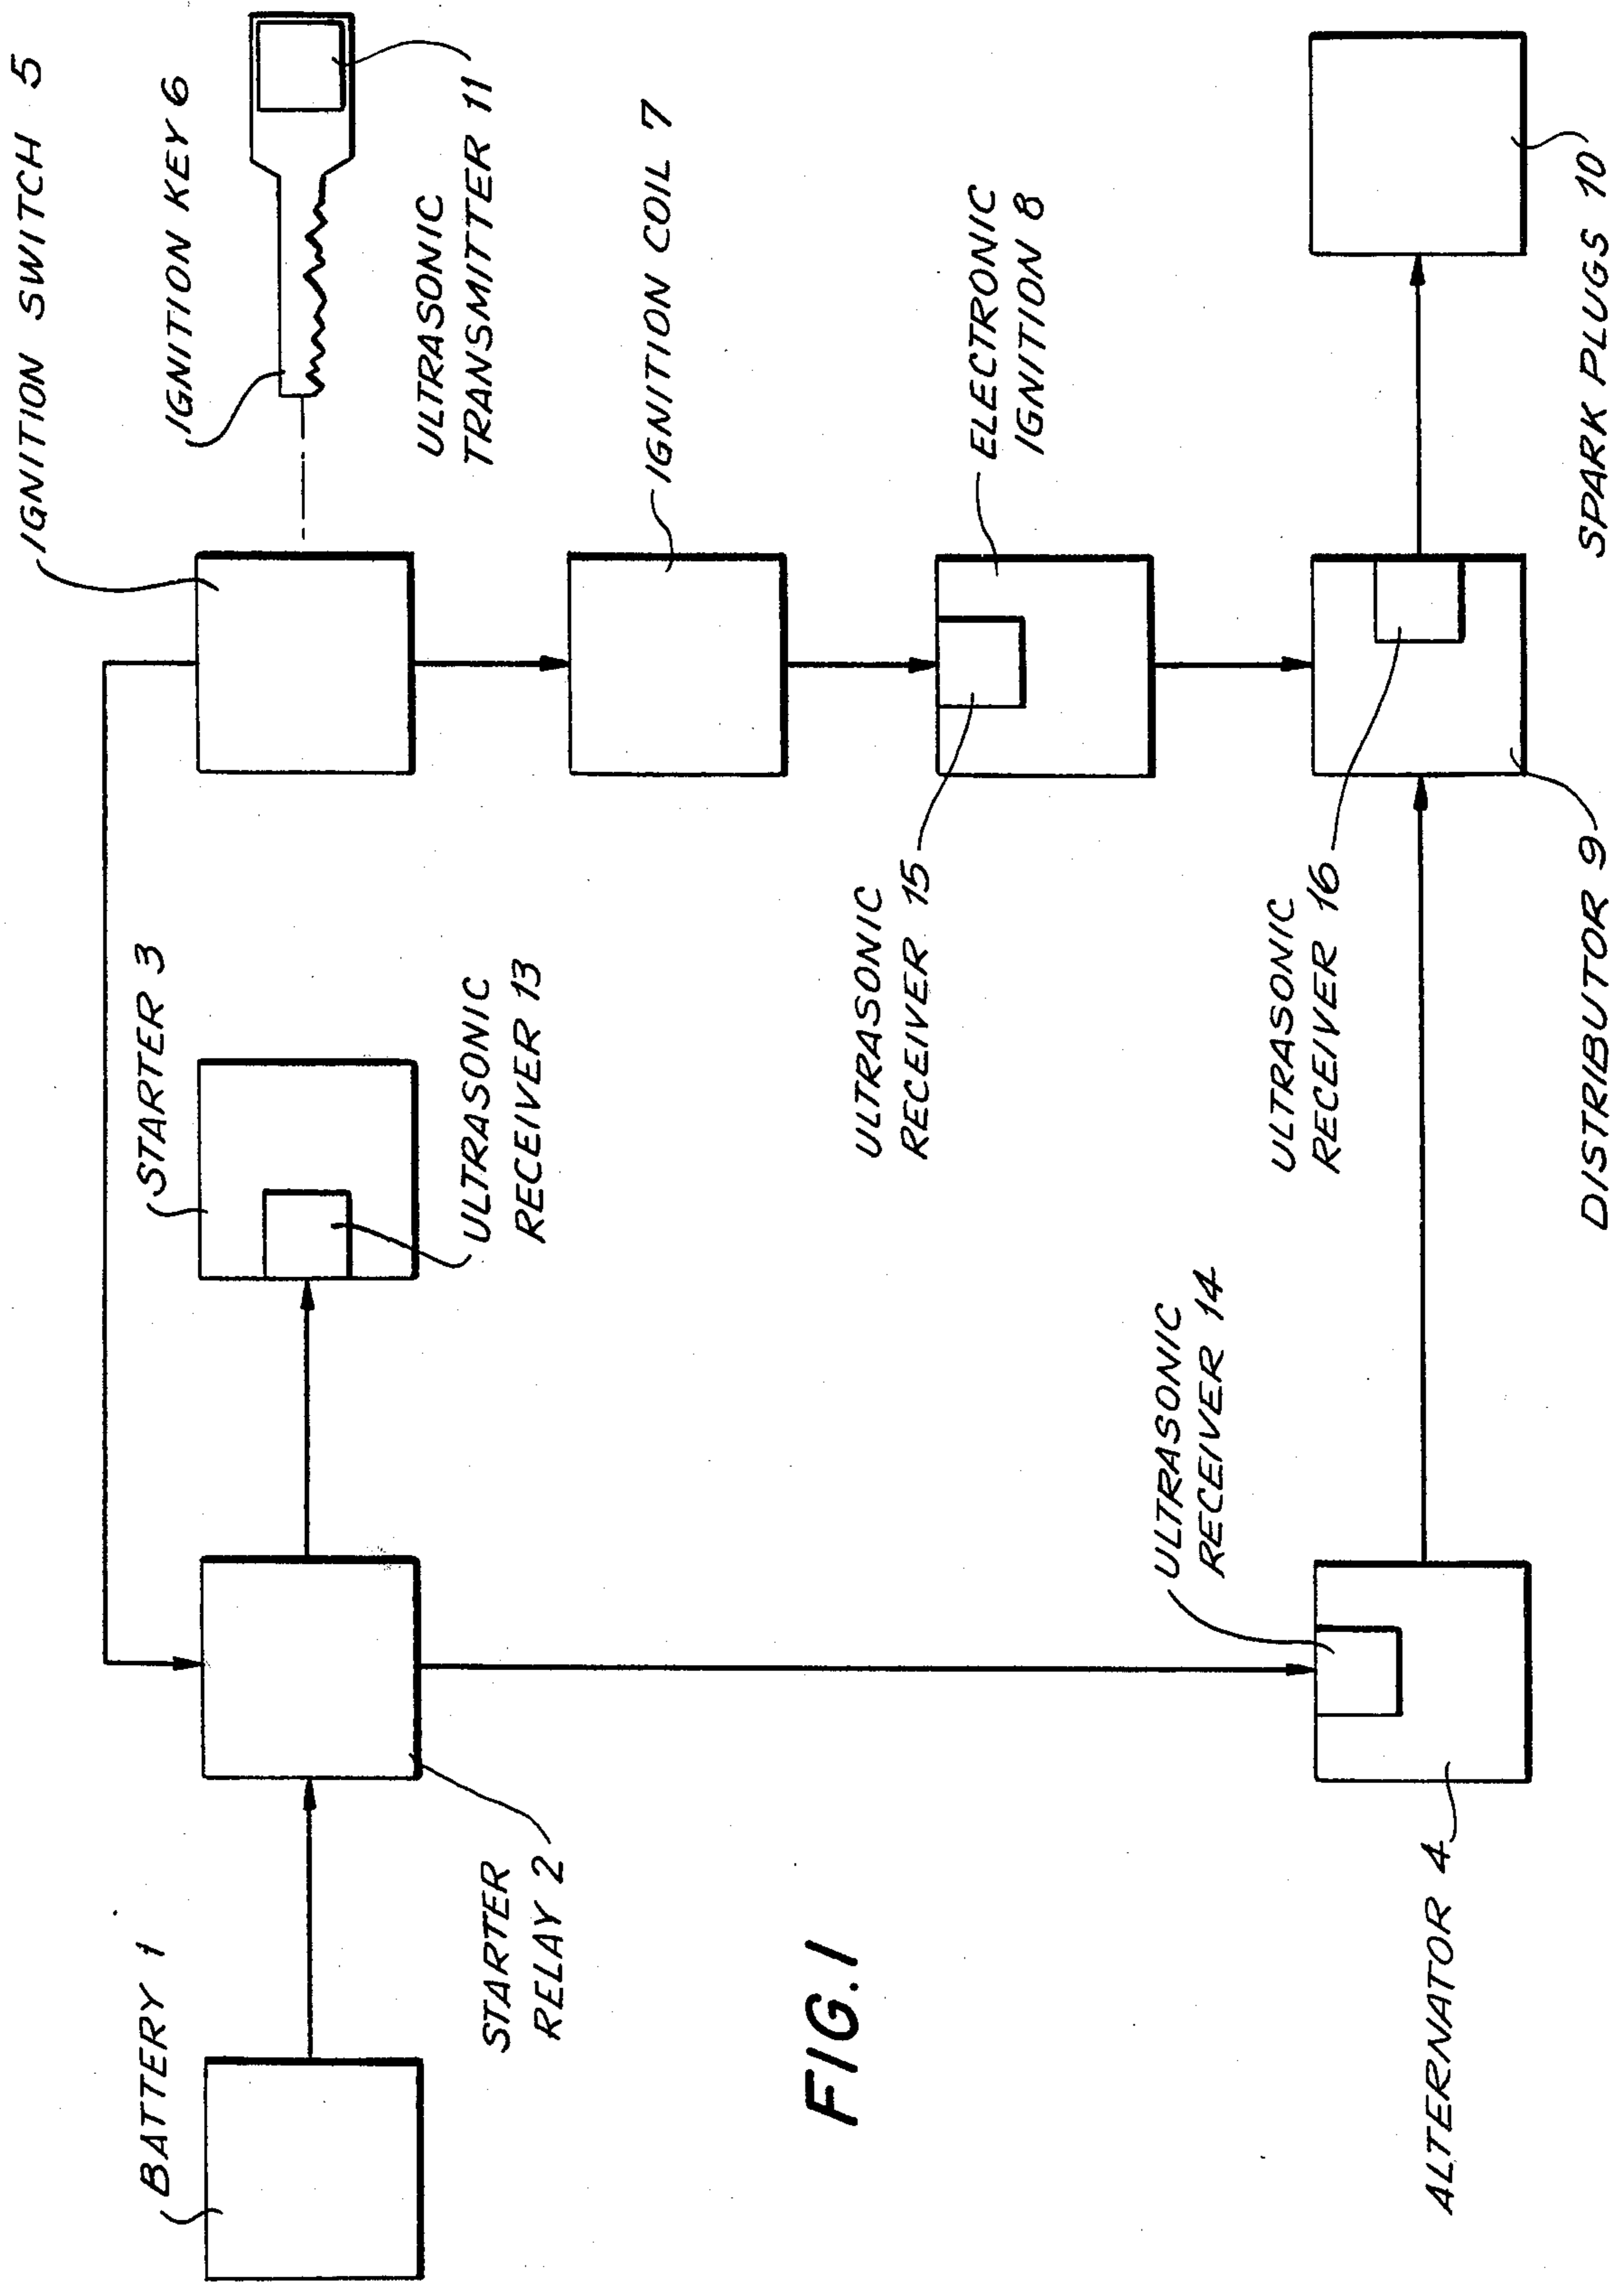 IGNITION SWITCH 5
IGNITION KEY 6
ULTRASONIC
TRANSMITTER 11
IGNITION COIL 7
ELECTRONIC
IGNITION 8
SPARK PLUGS 10
STARTER 3
ULTRASONIC
RECEIVER 13
ULTRASONIC
RECEIVER 15
ULTRASONIC
RECEIVER 16
DISTRIBUTOR 9
ULTRASONIC
RECEIVER 14
BATTERY 1
STARTER
RELAY 2
ALTERNATOR 4
FIG.1